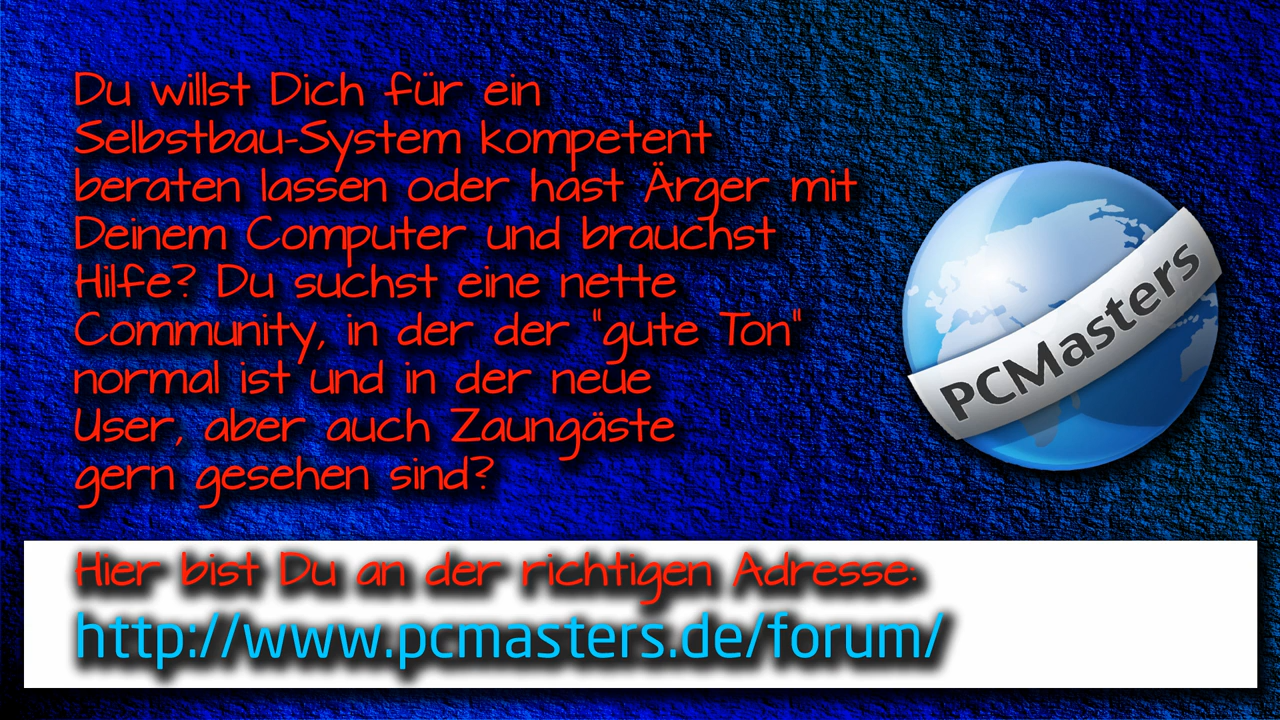 Du willst Dich für ein
Selbstbau-System kompetent
beraten lassen oder hast Ärger mit
Deinem Computer und brauchst
Hilfe? Du suchst eine nette
Community, in der der "gute Ton"
normal ist und in der neue
User, aber auch Zaungäste
gern gesehen sind?
PCMasters
Hier bist Du an der richtigen Adresse:
http://www.pcmasters.de/forum/